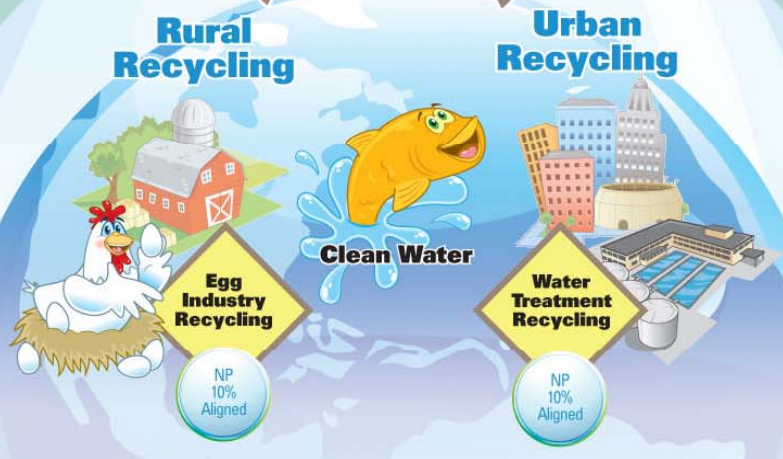 Rural
Recycling
Urban
Recycling
Clean Water
Egg
Industry
Recycling
Water
Treatment
Recycling
NP
10%
Aligned
NP
10%
Aligned